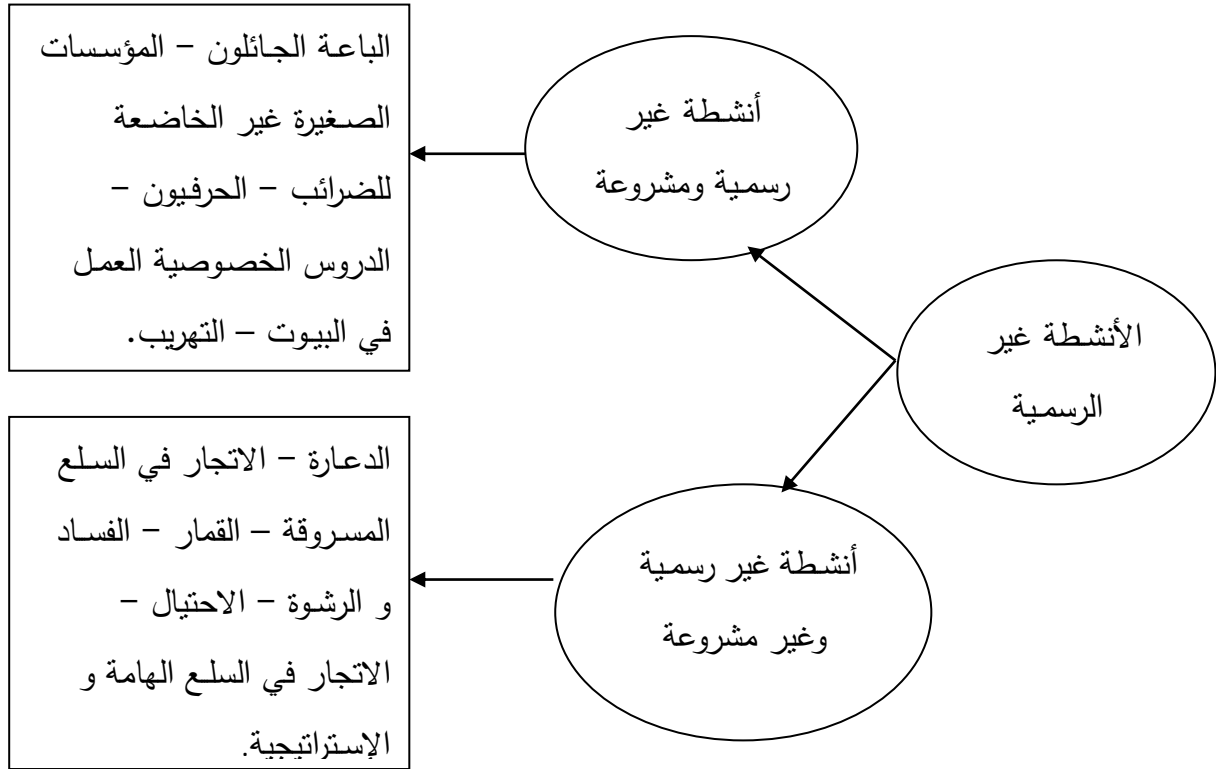 الأنشطة غير
الرسمية
أنشطة غير
رسمية ومشروعة
الباعة الجائلون – المؤسسات
الصغيرة غير الخاضعة
للضرائب – الحرفيون –
الدروس الخصوصية العمل
في البيوت – التهريب.
أنشطة غير رسمية
وغير مشروعة
الدعارة – الاتجار في السلع
المسروقة – القمار – الفساد
و الرشوة – الاحتيال –
الاتجار في السلع الهامة و
الإستراتيجية.